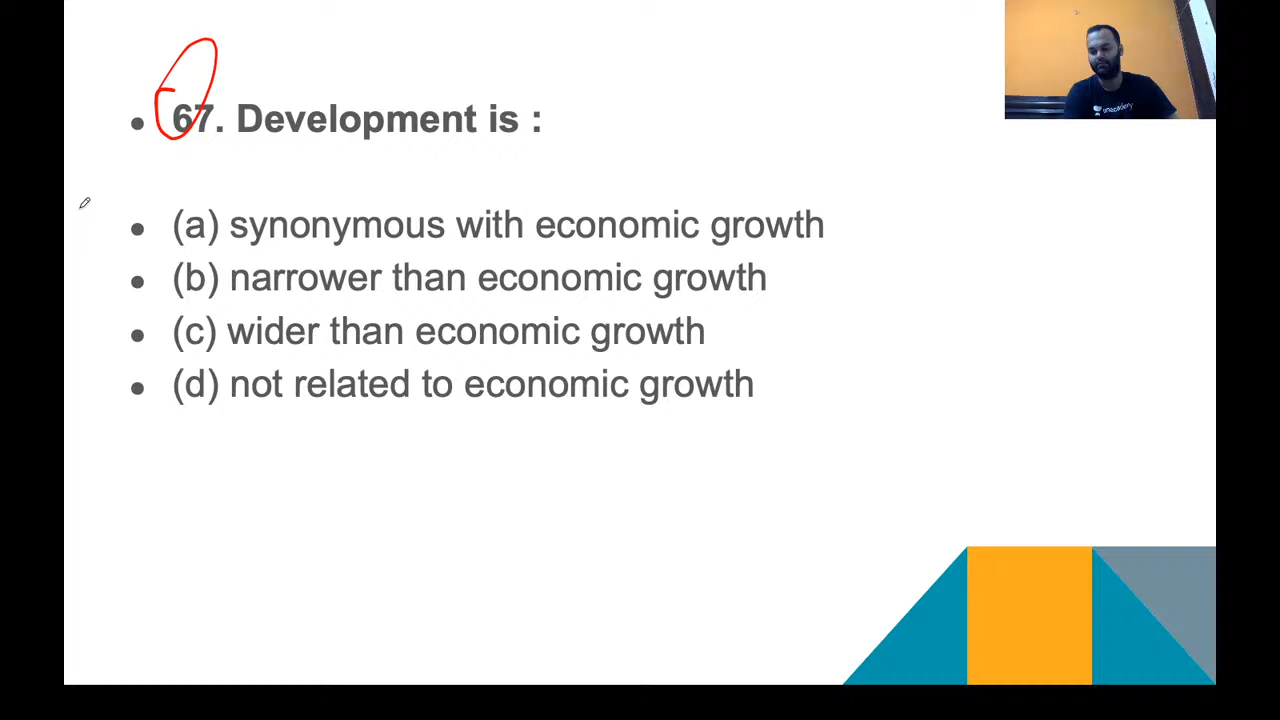 • 67. Development is :
• (a) synonymous with economic growth
• (b) narrower than economic growth
• (c) wider than economic growth
• (d) not related to economic growth
unacademy